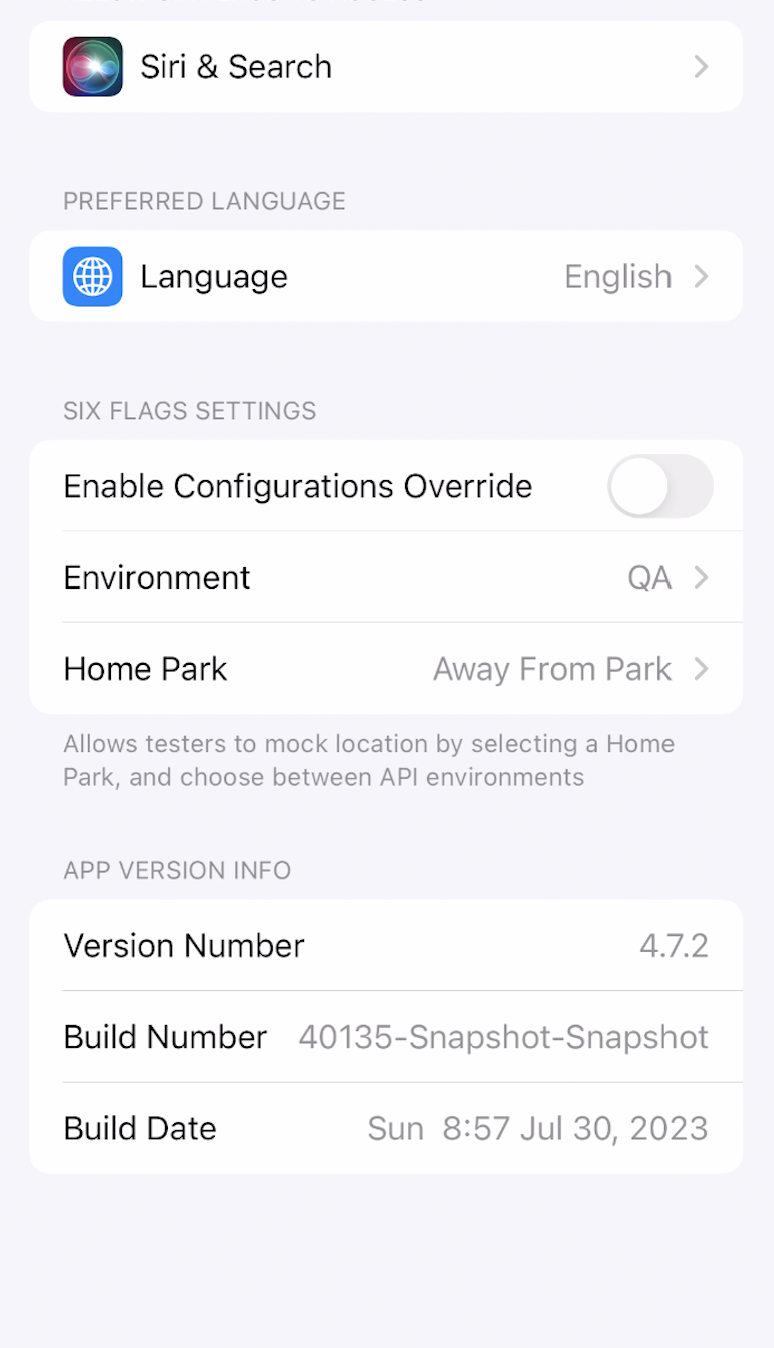 Siri & Search
PREFERRED LANGUAGE
Language English
SIX FLAGS SETTINGS
Enable Configurations Override
Environment QA
Home Park Away From Park
Allows testers to mock location by selecting a Home
Park, and choose between API environments
APP VERSION INFO
Version Number 4.7.2
Build Number 40135-Snapshot-Snapshot
Build Date Sun 8:57 Jul 30, 2023